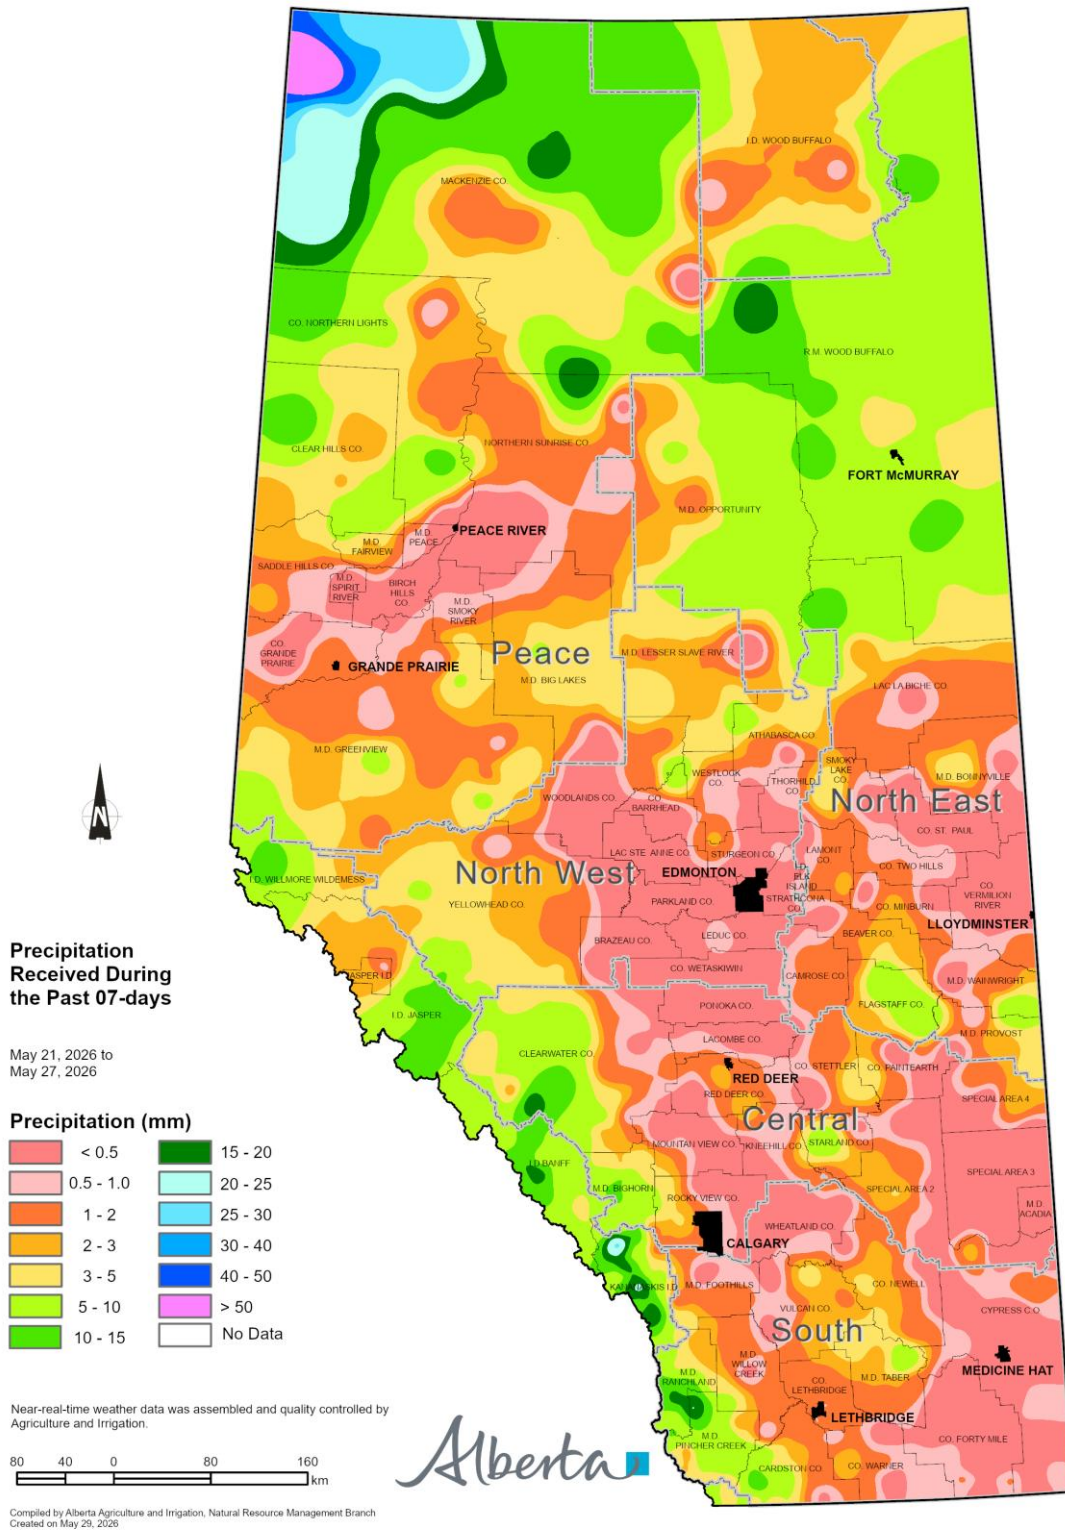 I.D. WOOD BUFFALO
MACKENZIE CO.
CO. NORTHERN LIGHTS
R.M. WOOD BUFFALO
CLEAR HILLS CO.
NORTHERN SUNRISE CO.
FORT McMURRAY
M.D. OPPORTUNITY
PEACE RIVER
M.D.
PEACE
M.D.
FAIRVIEW
SADDLE HILLS CO.
M.D.
SPIRIT
RIVER
BIRCH
HILLS
CO.
M.D.
SMOKY
RIVER
CO.
GRANDE
PRAIRIE
GRANDE PRAIRIE
Peace
M.D. LESSER SLAVE RIVER
M.D. BIG LAKES
LAC LA BICHE CO.
M.D. GREENVIEW
ATHABASCA CO.
WESTLOCK
CO.
THORHILD
CO.
SMOKY
LAKE
CO.
M.D. BONNYVILLE
WOODLANDS CO.
CO.
BARRHEAD
North East
CO. ST. PAUL
LAC STE. ANNE CO.
STURGEON CO.
LAMONT
CO.
CO. TWO HILLS
I.D. WILLMORE WILDERNESS
North West
EDMONTON
I.D.
ELK
ISLAND
STRATHCONA
CO.
CO.
VERMILION
RIVER
YELLOWHEAD CO.
PARKLAND CO.
CO. MINBURN
LLOYDMINSTER
BRAZEAU CO.
LEDUC CO.
BEAVER CO.
Precipitation
Received During
the Past 07-days
JASPER I.D.
CO. WETASKIWIN
CAMROSE CO.
M.D. WAINWRIGHT
FLAGSTAFF CO.
PONOKA CO.
I.D. JASPER
M.D. PROVOST
May 21, 2026 to
May 27, 2026
CLEARWATER CO.
LACOMBE CO.
CO. STETTLER
CO. PAINTEARTH
RED DEER
RED DEER CO.
SPECIAL AREA 4
Central
Precipitation (mm)
< 0.5
0.5 - 1.0
1 - 2
2 - 3
3 - 5
5 - 10
10 - 15
15 - 20
20 - 25
25 - 30
30 - 40
40 - 50
> 50
No Data
MOUNTAN VIEW CO.
KNEEHILL CO.
STARLAND CO.
I.D. BANFF
SPECIAL AREA 3
M.D. BIGHORN
ROCKY VIEW CO.
SPECIAL AREA 2
M.D.
ACADIA
WHEATLAND CO.
CALGARY
KANANASKIS I.D.
M.D. FOOTHILLS
CO. NEWELL
VULCAN CO.
CYPRESS CO
South
M.D.
WILLOW
CREEK
MEDICINE HAT
M.D.
RANCHLAND
M.D. TABER
CO.
LETHBRIDGE
LETHBRIDGE
M.D.
PINCHER CREEK
CO. FORTY MILE
CARDSTON CO.
CO. WARNER
N
Near-real-time weather data was assembled and quality controlled by
Agriculture and Irrigation.
Alberta
80 40 0 80 160
km
Compiled by Alberta Agriculture and Irrigation, Natural Resource Management Branch
Created on May 29, 2026